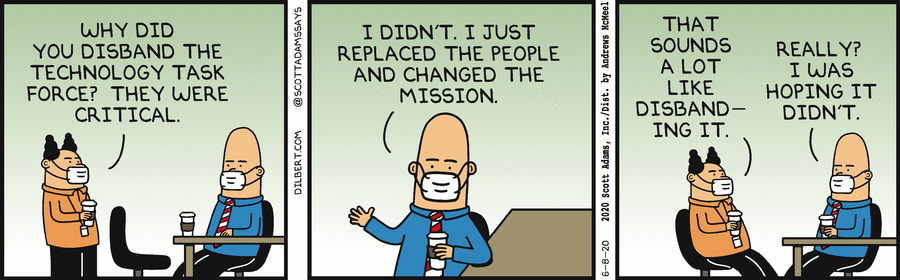 WHY DID
YOU DISBAND THE
TECHNOLOGY TASK
FORCE? THEY WERE
CRITICAL.
DILBERT.COM
@SCOTTADAMSSAYS
I DIDN'T. I JUST
REPLACED THE PEOPLE
AND CHANGED THE
MISSION.
6-8-20 2020 Scott Adams, Inc./Dist. by Andrews McMeel
THAT
SOUNDS
A LOT
LIKE
DISBAND—
ING IT.
REALLY?
I WAS
HOPING IT
DIDN'T.